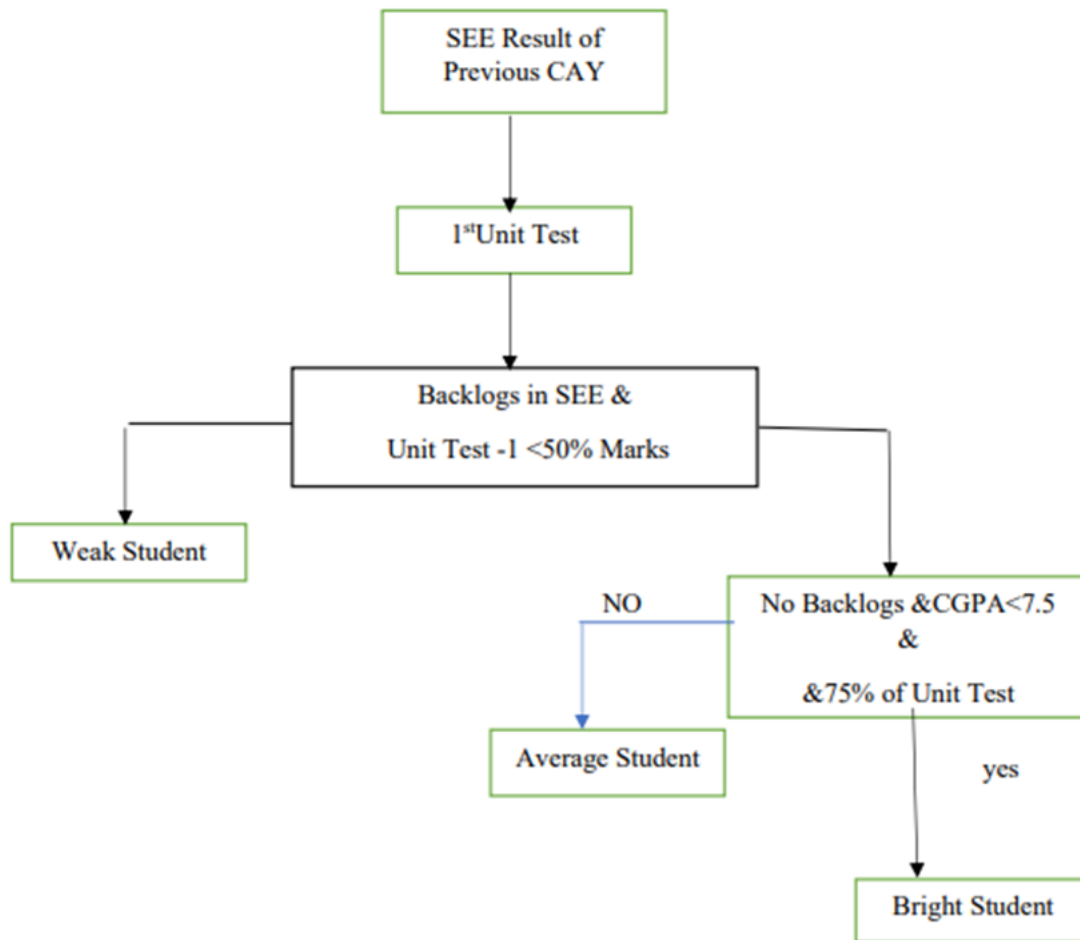 SEE Result of
Previous CAY
1stUnit Test
Backlogs in SEE &
Unit Test -1 <50% Marks
Weak Student
NO
No Backlogs &CGPA<7.5
&
&75% of Unit Test
Average Student
yes
Bright Student